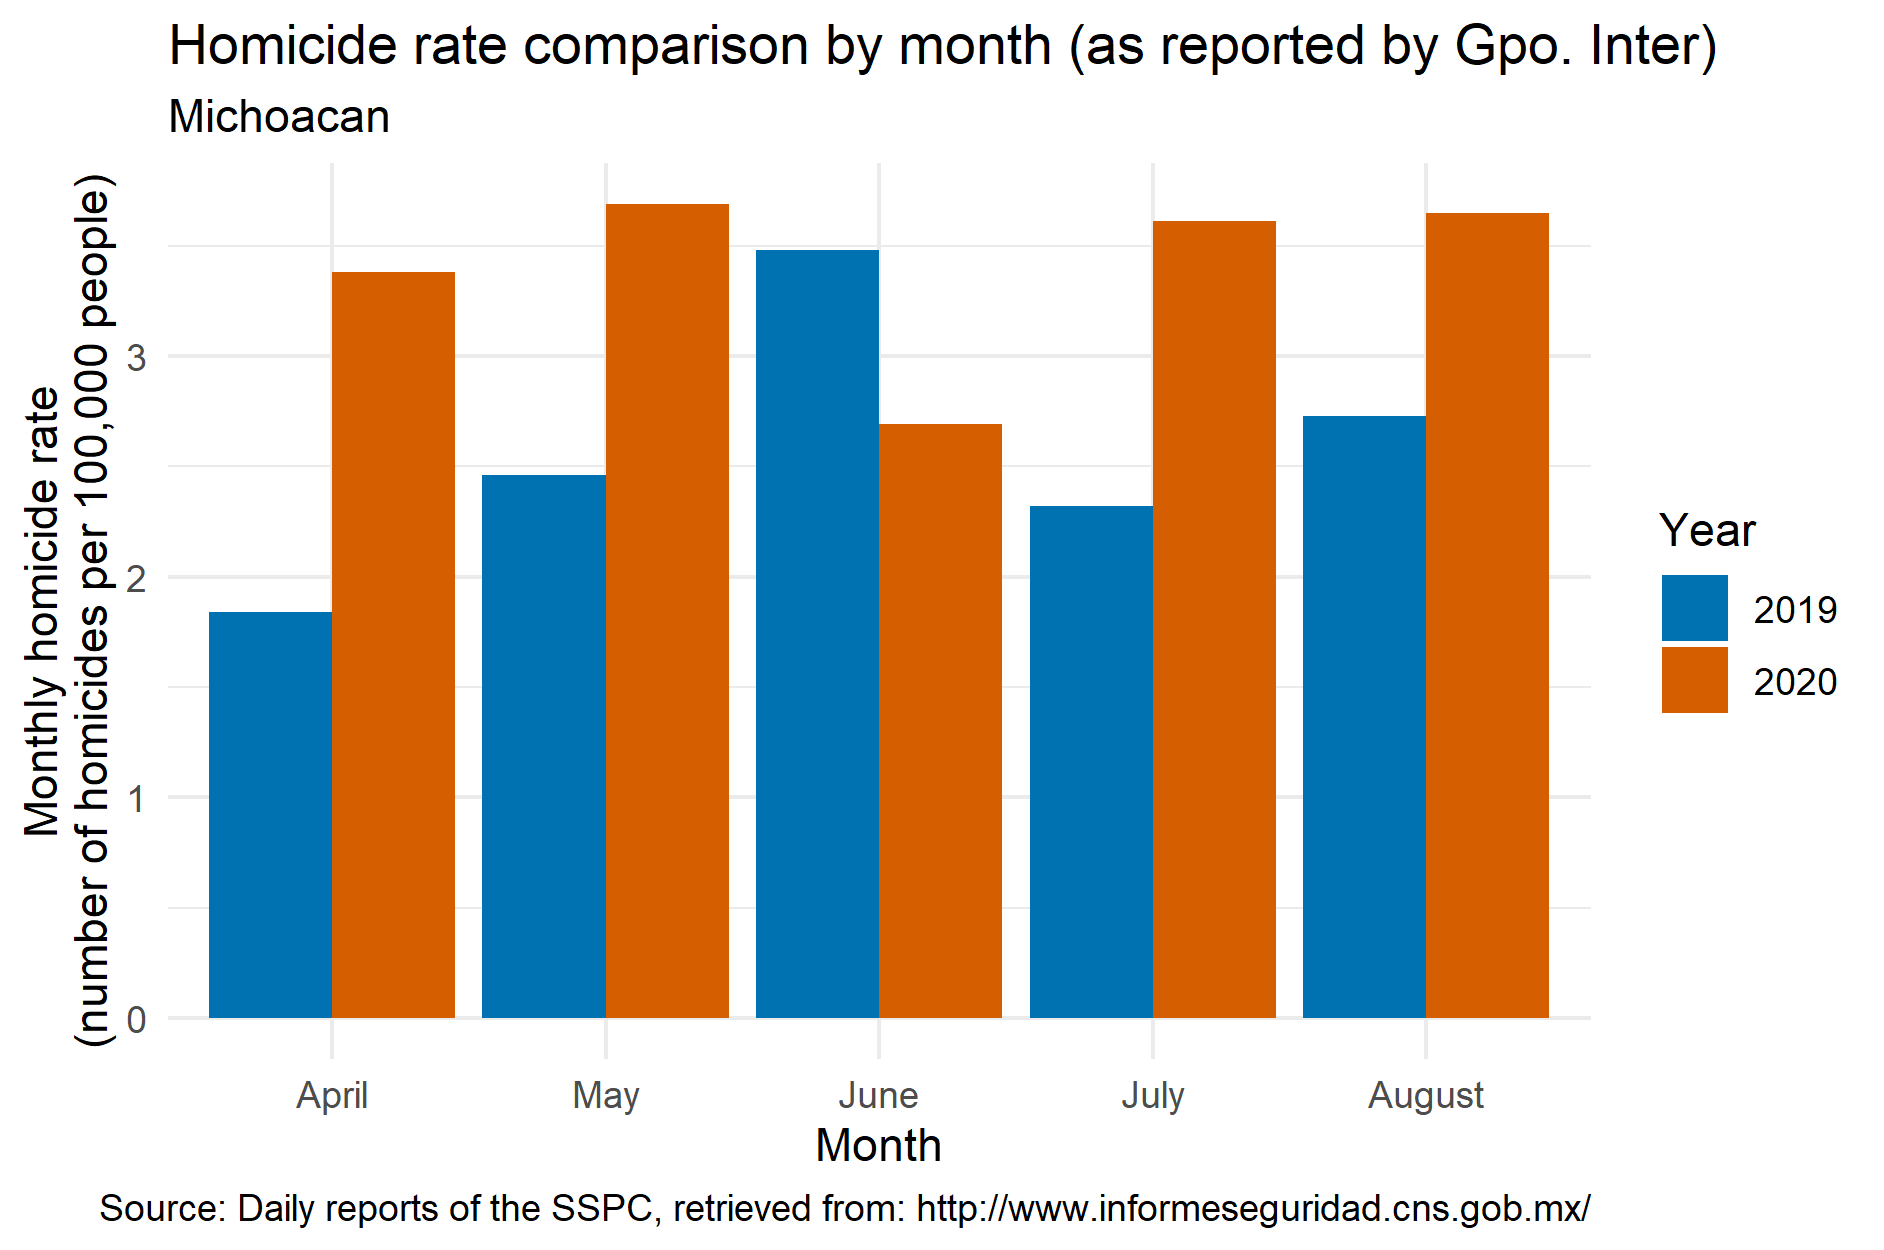 Homicide rate comparison by month (as reported by Gpo. Inter)
Michoacan
Monthly homicide rate
(number of homicides per 100,000 people)
3
2
1
0
April
May
June
July
August
Month
Year
2019
2020
Source: Daily reports of the SSPC, retrieved from: http://www.informeseguridad.cns.gob.mx/